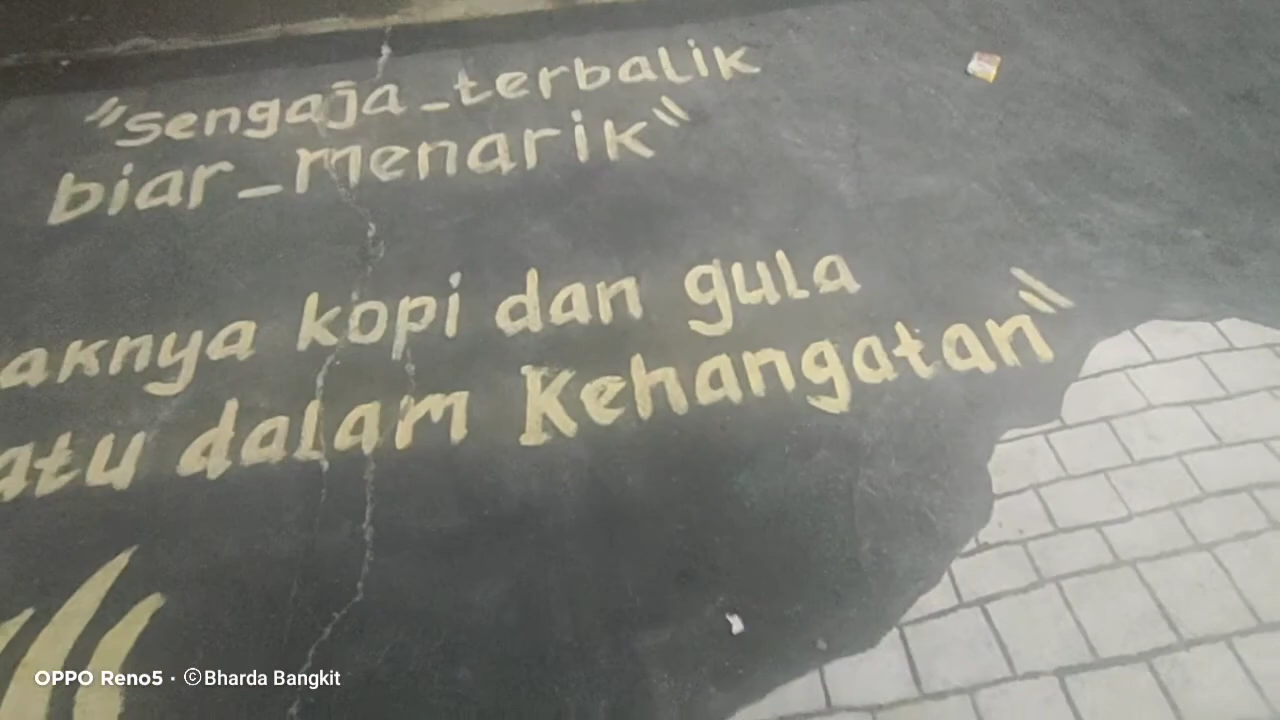 "Sengaja_terbalik
biar_menarik"
aknya kopi dan gula
atu dalam Kehangatan"
OPPO Reno5 · ©Bharda Bangkit